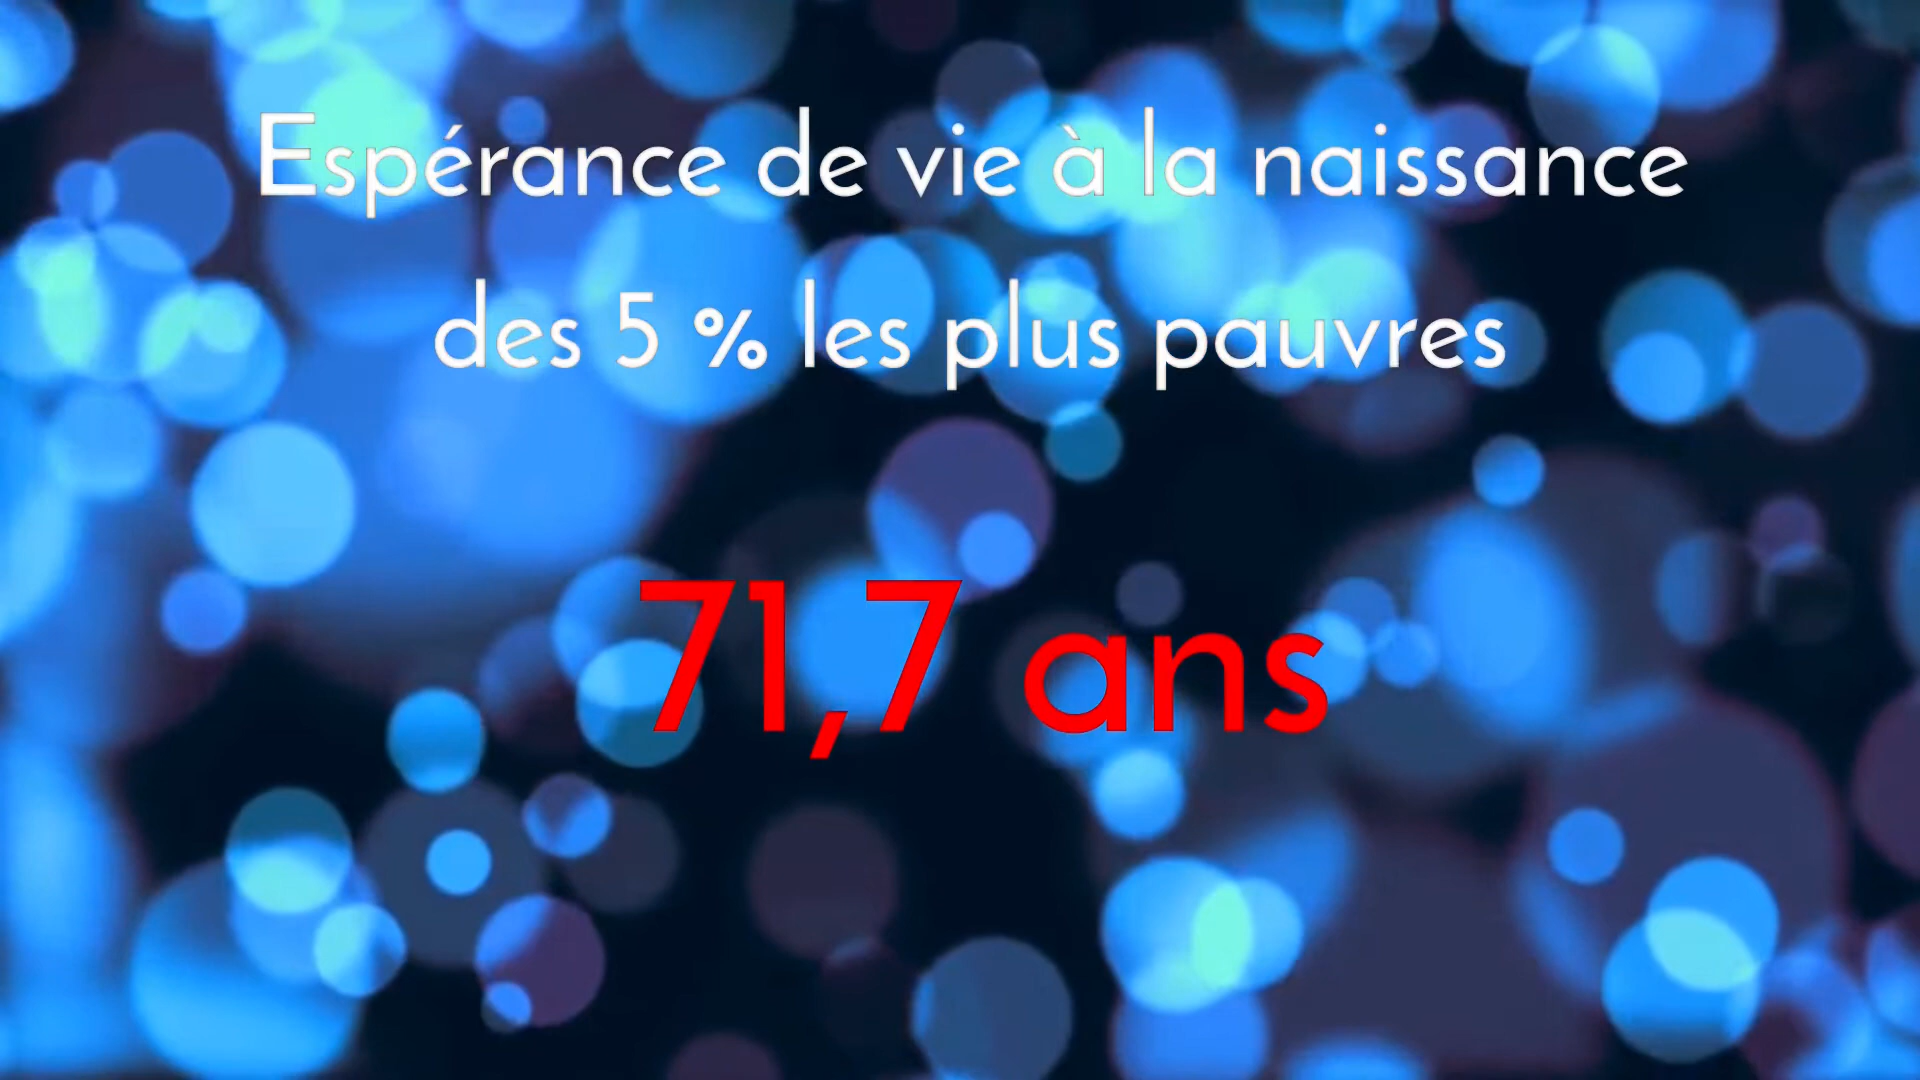 Espérance de vie à la naissance
des 5 % les plus pauvres
71,7 ans